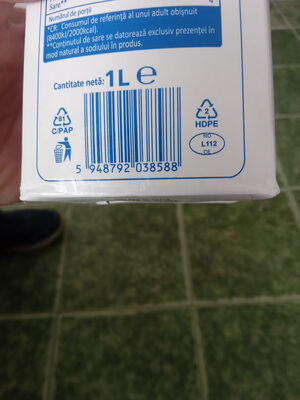 Sare**
4
Numărul de porții
*CR: Consumul de referință al unui adult obișnuit
(8400kJ/2000kcal).
**Conținutul de sare se datorează exclusiv prezenței în
mod natural a sodiului în produs.
Cantitate netă: 1L e
81
C/PAP
2
HDPE
RO
L112
CE
5 948792 038588